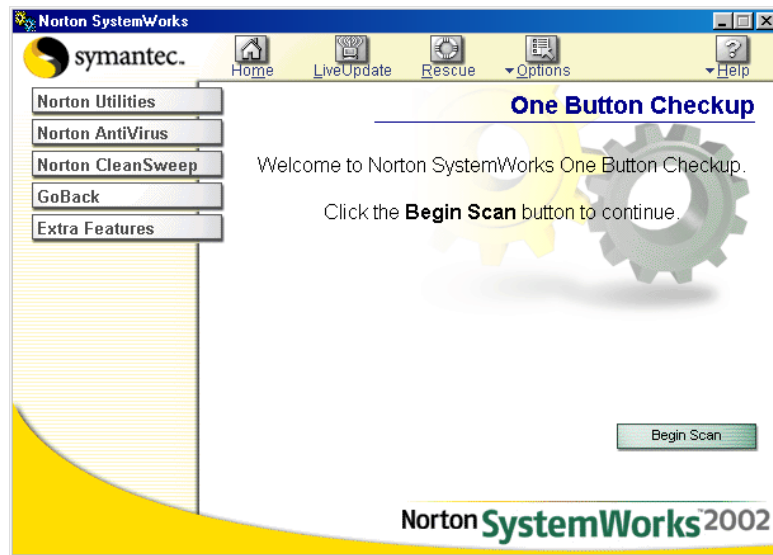 Norton SystemWorks
symantec.
Home LiveUpdate Rescue Options Help
Norton Utilities
Norton AntiVirus
Norton CleanSweep
GoBack
Extra Features
One Button Checkup
Welcome to Norton SystemWorks One Button Checkup.
Click the Begin Scan button to continue.
Begin Scan
Norton SystemWorks™ 2002